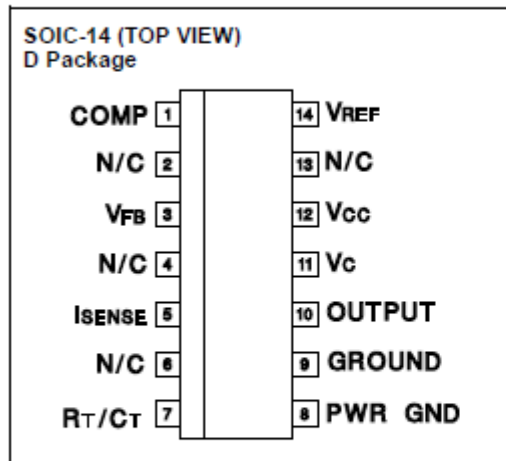 SOIC-14 (TOP VIEW)
D Package
COMP 1 14 VREF
N/C 2 13 N/C
VFB 3 12 VCC
N/C 4 11 VC
ISENSE 5 10 OUTPUT
N/C 6 9 GROUND
RT/CT 7 8 PWR GND